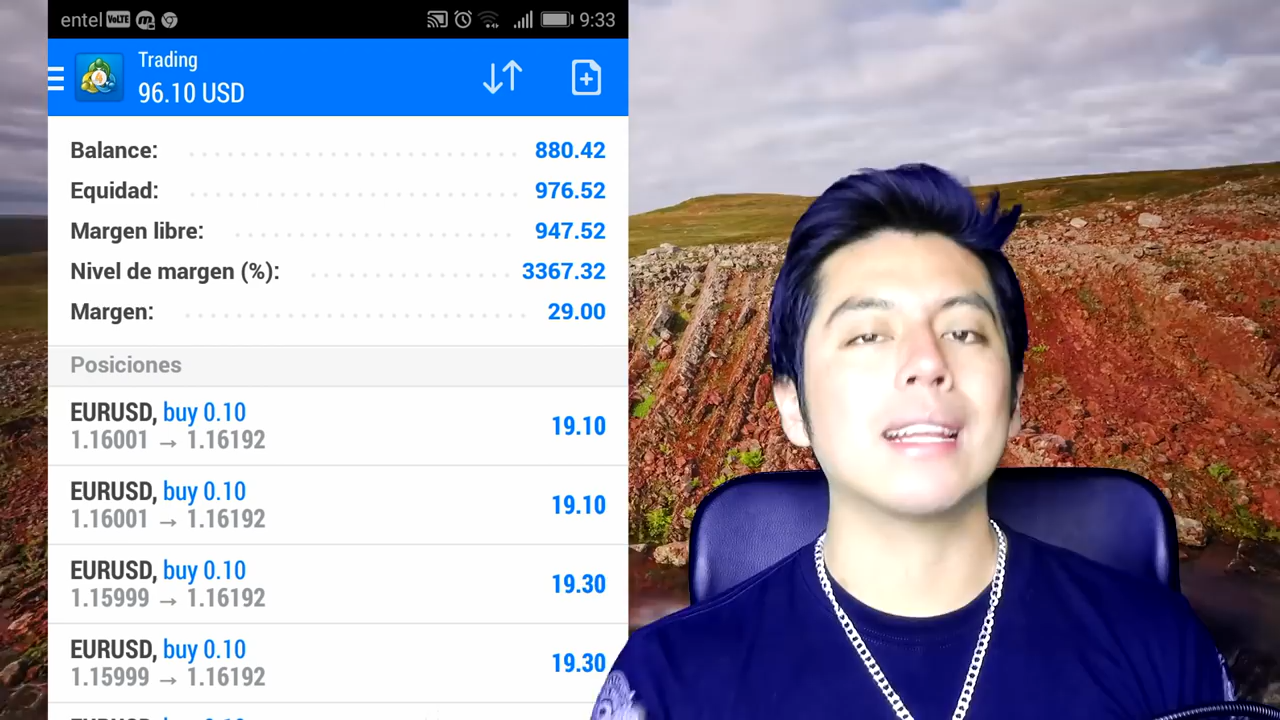 entel VoLTE 9:33
Trading
96.10 USD
Balance: 880.42
Equidad: 976.52
Margen libre: 947.52
Nivel de margen (%): 3367.32
Margen: 29.00
Posiciones
EURUSD, buy 0.10 19.10
1.16001 → 1.16192
EURUSD, buy 0.10 19.10
1.16001 → 1.16192
EURUSD, buy 0.10 19.30
1.15999 → 1.16192
EURUSD, buy 0.10 19.30
1.15999 → 1.16192